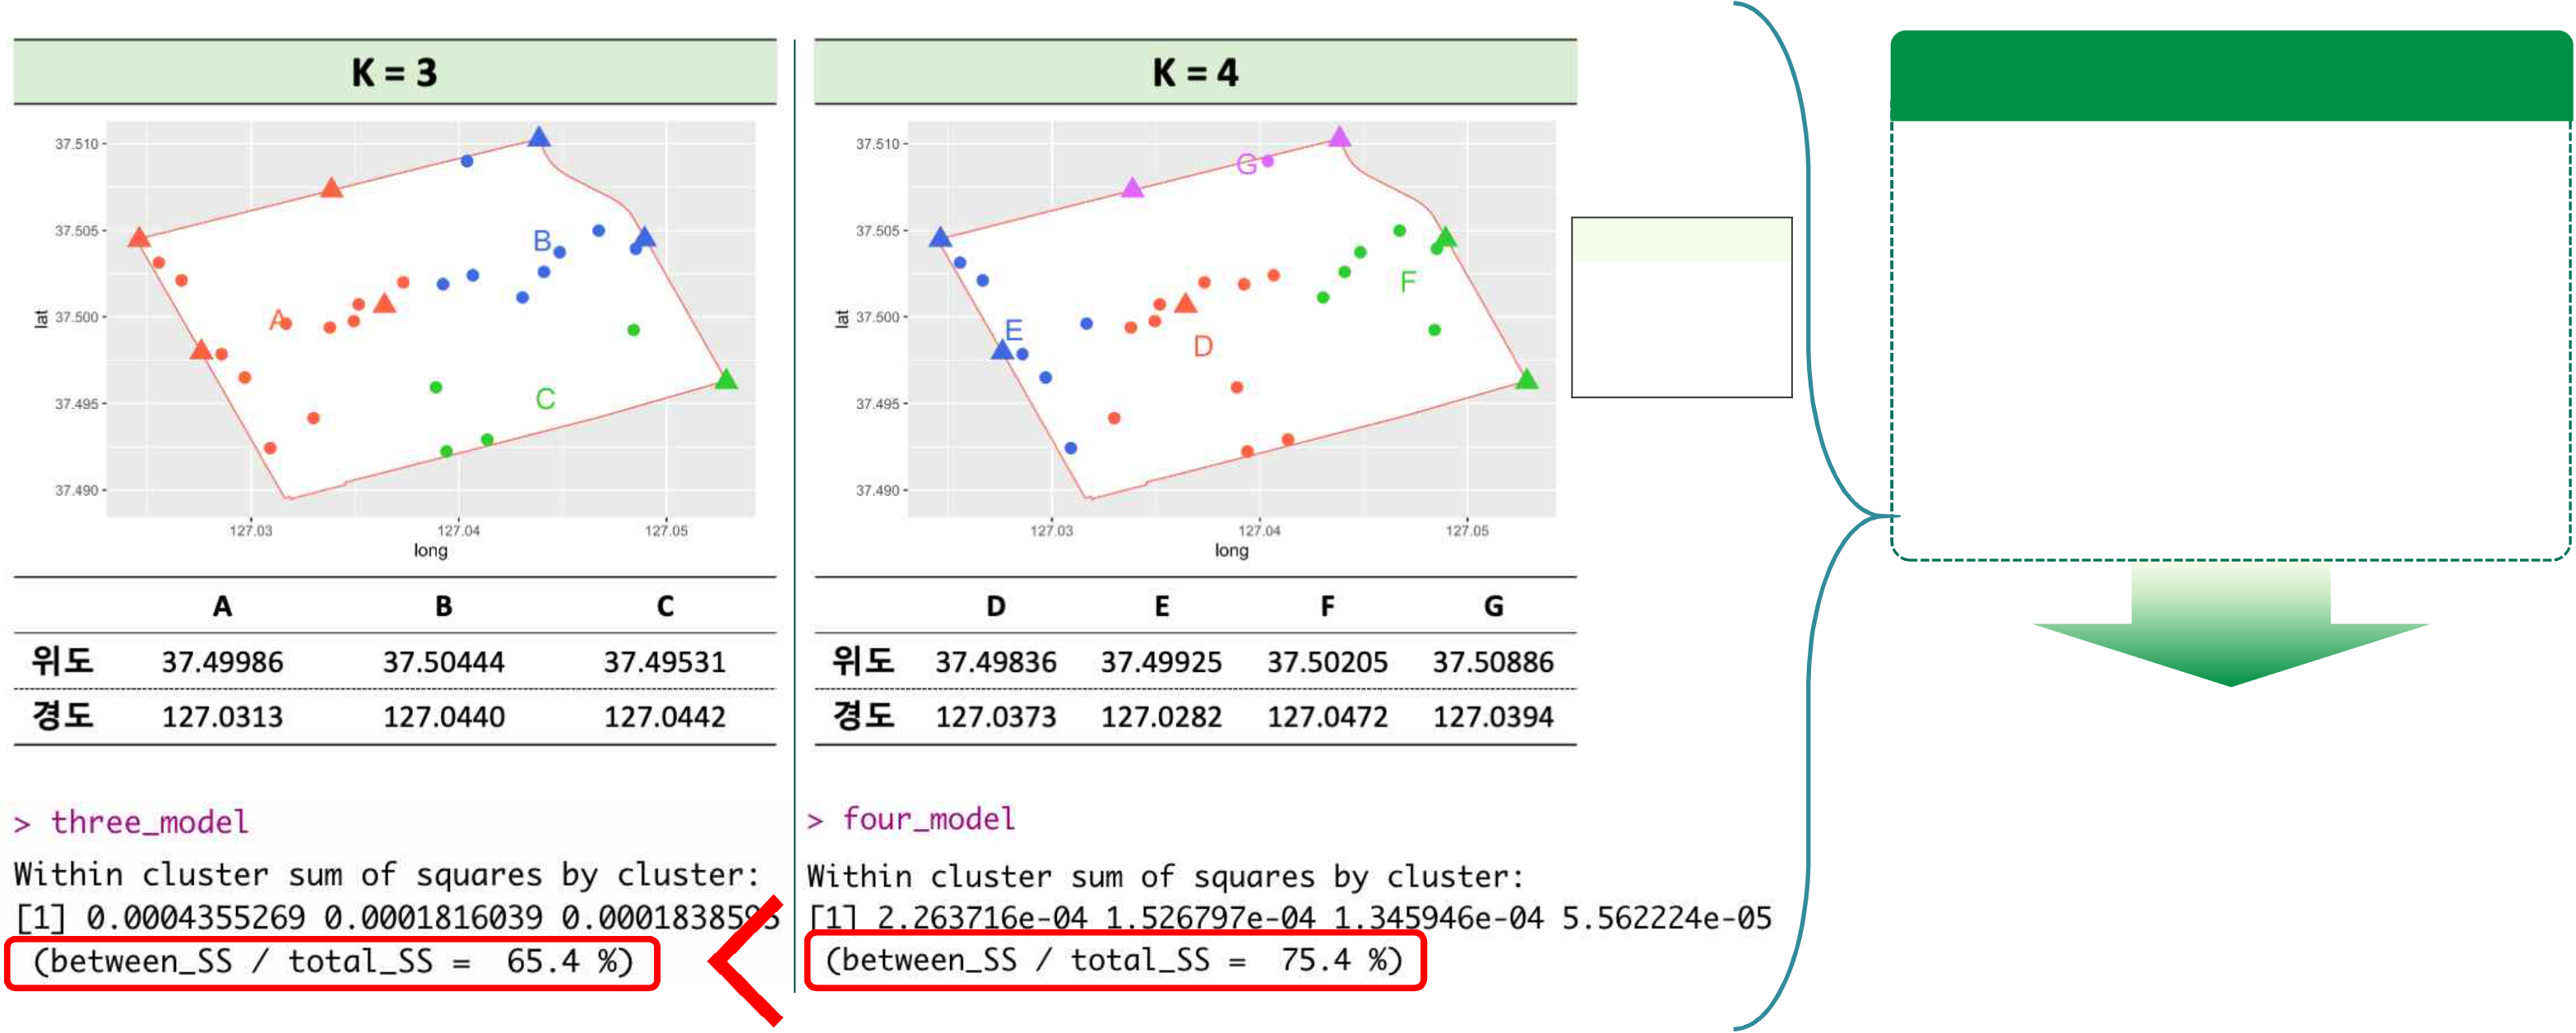 K = 3
37.510
37.505
37.500
37.495
37.490
lat
A
B
C
127.03 127.04 127.05
long
A B C
위도 37.49986 37.50444 37.49531
경도 127.0313 127.0440 127.0442
> three_model
Within cluster sum of squares by cluster:
[1] 0.0004355269 0.0001816039 0.0001838595
(between_SS / total_SS = 65.4 %)
<
K = 4
37.510
37.505
37.500
37.495
37.490
lat
G
F
E
D
127.03 127.04 127.05
long
D E F G
위도 37.49836 37.49925 37.50205 37.50886
경도 127.0373 127.0282 127.0472 127.0394
> four_model
Within cluster sum of squares by cluster:
[1] 2.263716e-04 1.526797e-04 1.345946e-04 5.562224e-05
(between_SS / total_SS = 75.4 %)